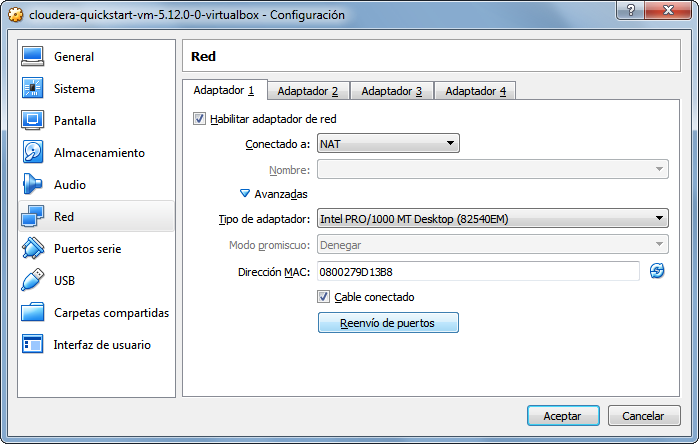 cloudera-quickstart-vm-5.12.0-0-virtualbox - Configuración
General
Sistema
Pantalla
Almacenamiento
Audio
Red
Puertos serie
USB
Carpetas compartidas
Interfaz de usuario
Red
Adaptador 1 Adaptador 2 Adaptador 3 Adaptador 4
Habilitar adaptador de red
Conectado a: NAT
Nombre:
Avanzadas
Tipo de adaptador: Intel PRO/1000 MT Desktop (82540EM)
Modo promiscuo: Denegar
Dirección MAC: 0800279D13B8
Cable conectado
Reenvío de puertos
Aceptar Cancelar